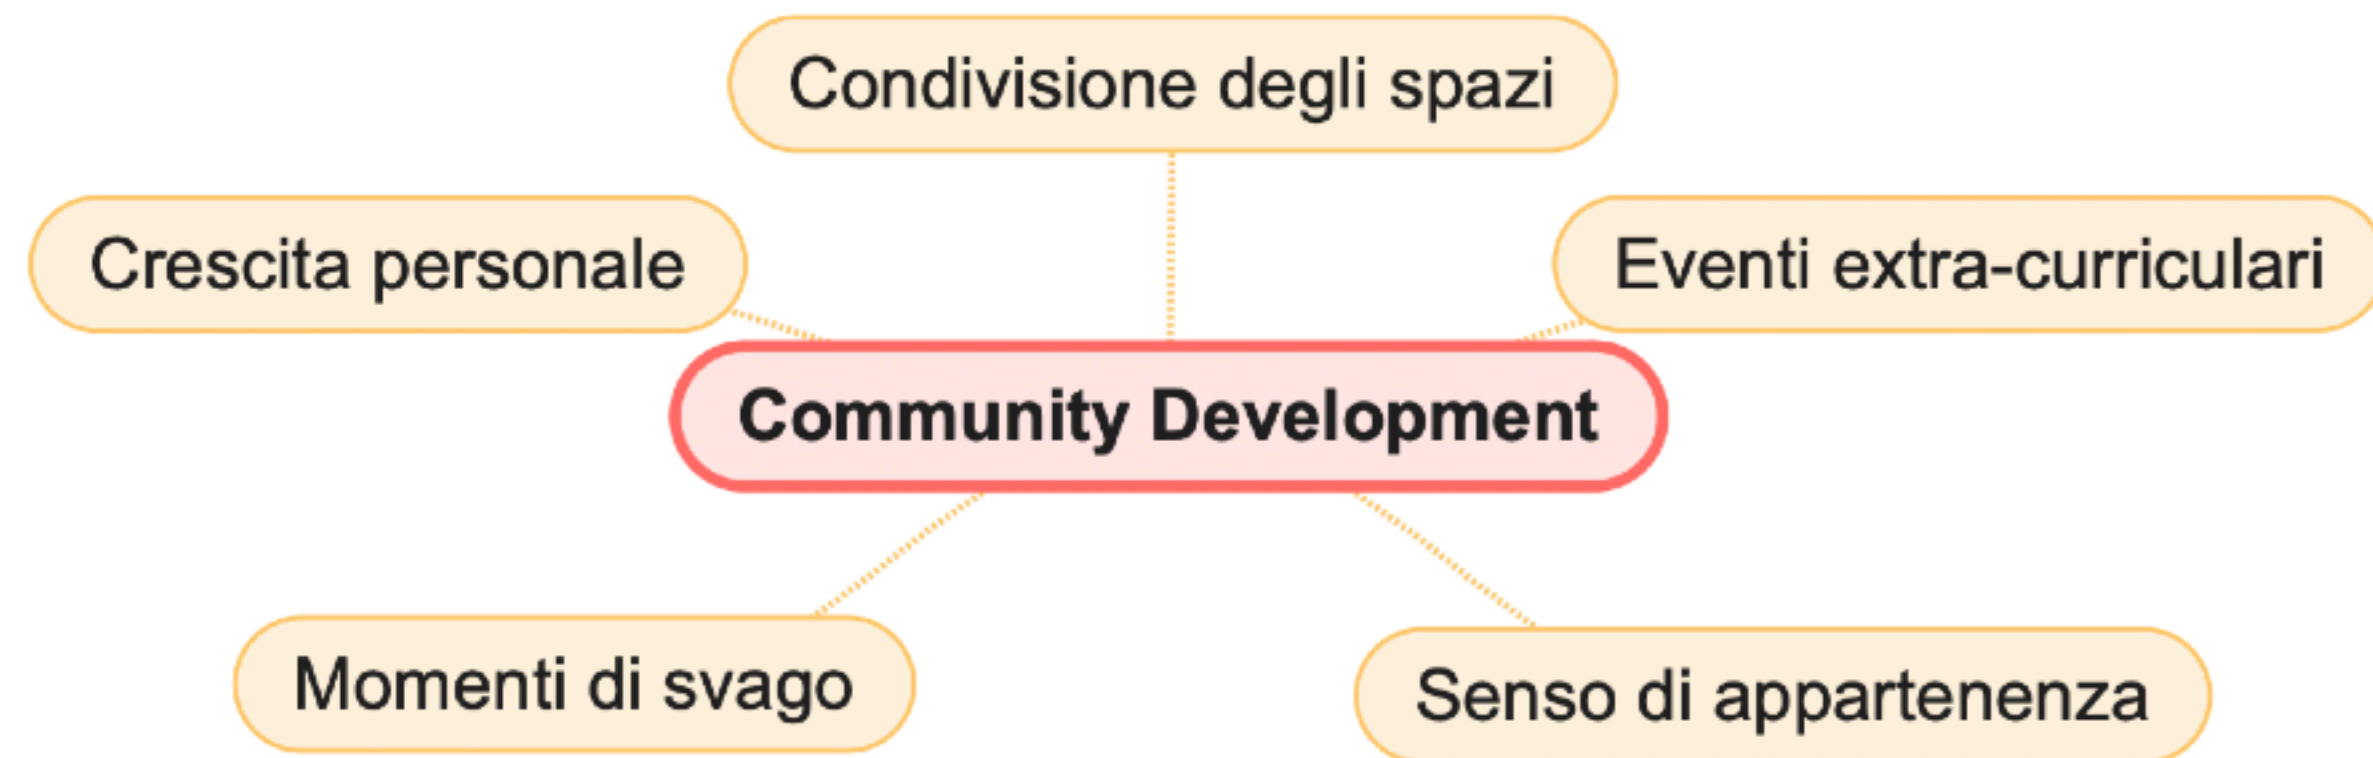 Condivisione degli spazi
Crescita personale
Eventi extra-curriculari
Community Development
Momenti di svago
Senso di appartenenza